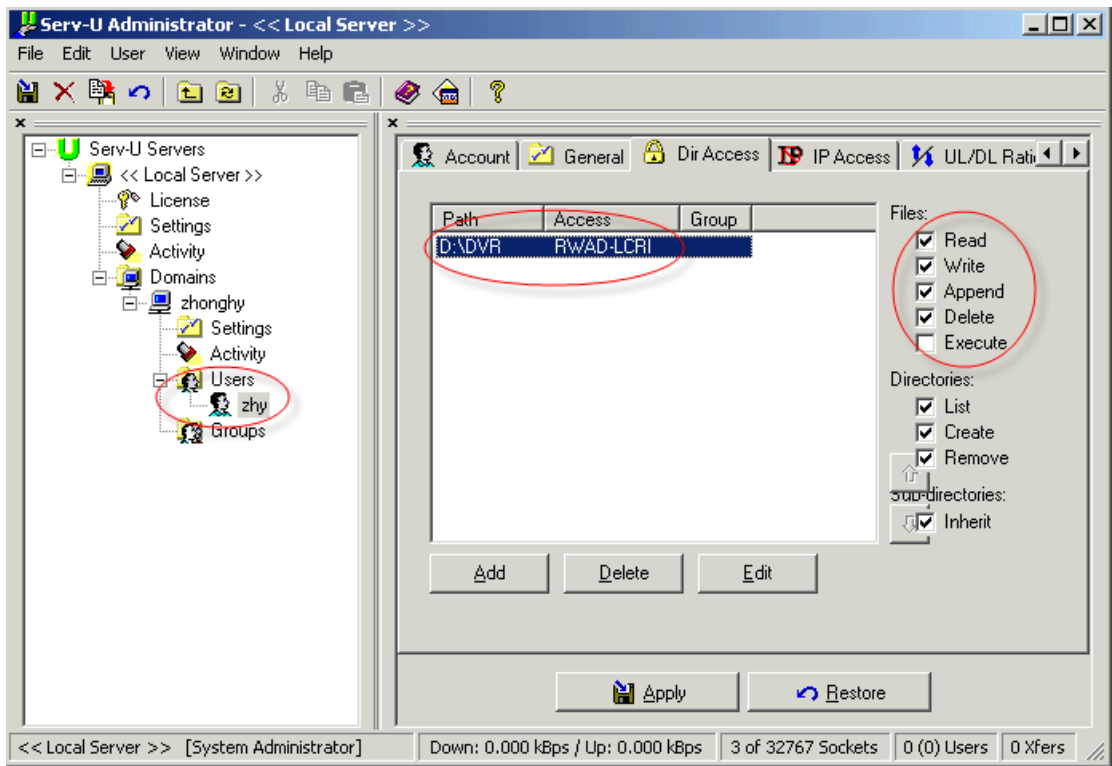 Serv-U Administrator - << Local Server >>
File Edit User View Window Help
Serv-U Servers
<< Local Server >>
License
Settings
Activity
Domains
zhonghy
Settings
Activity
Users
zhy
Groups
Account General Dir Access IP Access UL/DL Rati
Path Access Group
D:\DVR RWAD-LCRI
Files:
Read
Write
Append
Delete
Execute
Directories:
List
Create
Remove
Sub-directories:
Inherit
Add Delete Edit
Apply Restore
<< Local Server >> [System Administrator] Down: 0.000 kBps / Up: 0.000 kBps 3 of 32767 Sockets 0 (0) Users 0 Xfers